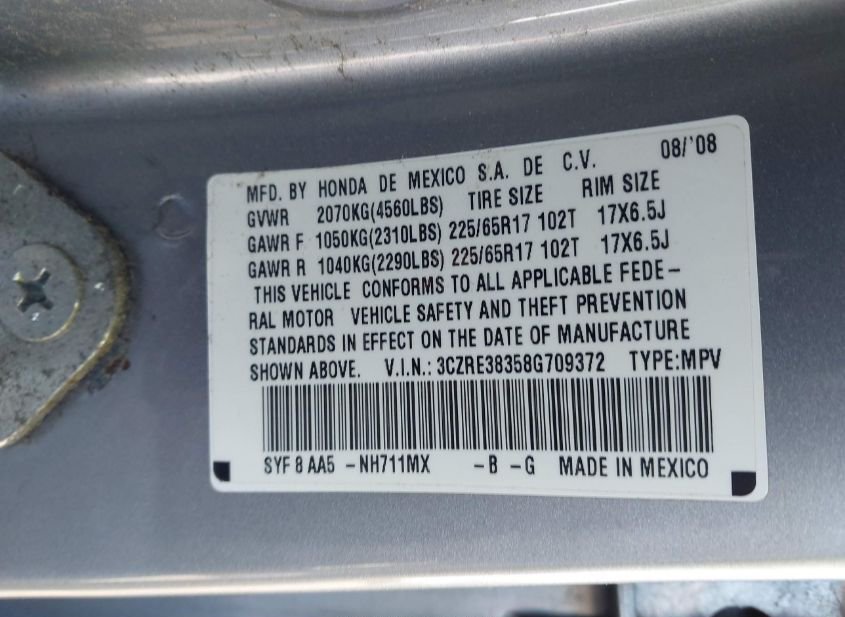 08/'08
MFD. BY HONDA DE MEXICO S.A. DE C.V.
GVWR 2070KG(4560LBS) TIRE SIZE RIM SIZE
GAWR F 1050KG(2310LBS) 225/65R17 102T 17X6.5J
GAWR R 1040KG(2290LBS) 225/65R17 102T 17X6.5J
THIS VEHICLE CONFORMS TO ALL APPLICABLE FEDE-
RAL MOTOR VEHICLE SAFETY AND THEFT PREVENTION
STANDARDS IN EFFECT ON THE DATE OF MANUFACTURE
SHOWN ABOVE. V.I.N.: 3CZRE38358G709372 TYPE:MPV
SYF 8 AA5 -NH711MX -B -G MADE IN MEXICO